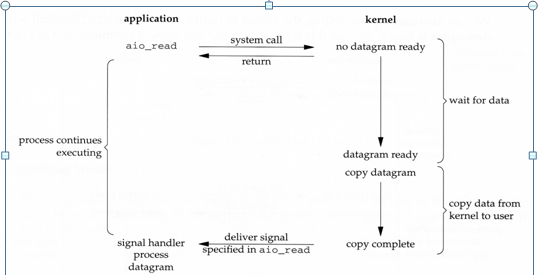 application
kernel
aio_read
system call
no datagram ready
return
wait for data
process continues
executing
datagram ready
copy datagram
copy data from
kernel to user
signal handler
process
datagram
deliver signal
specified in aio_read
copy complete